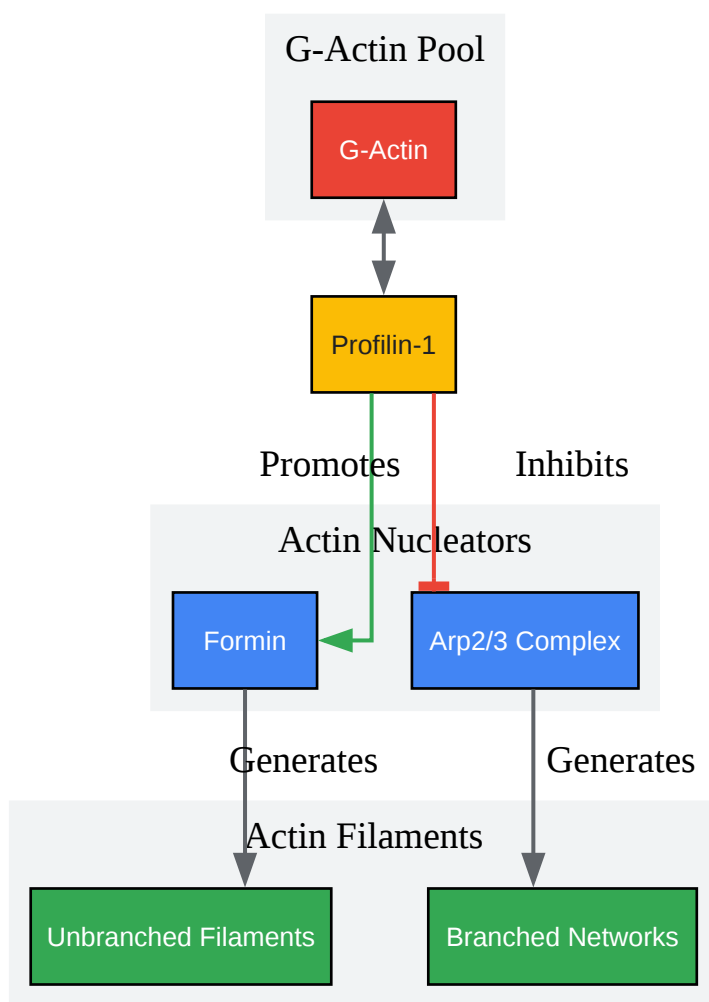 G-Actin Pool
G-Actin
Profilin-1
Promotes
Inhibits
Actin Nucleators
Formin
Arp2/3 Complex
Generates
Generates
Actin Filaments
Unbranched Filaments
Branched Networks